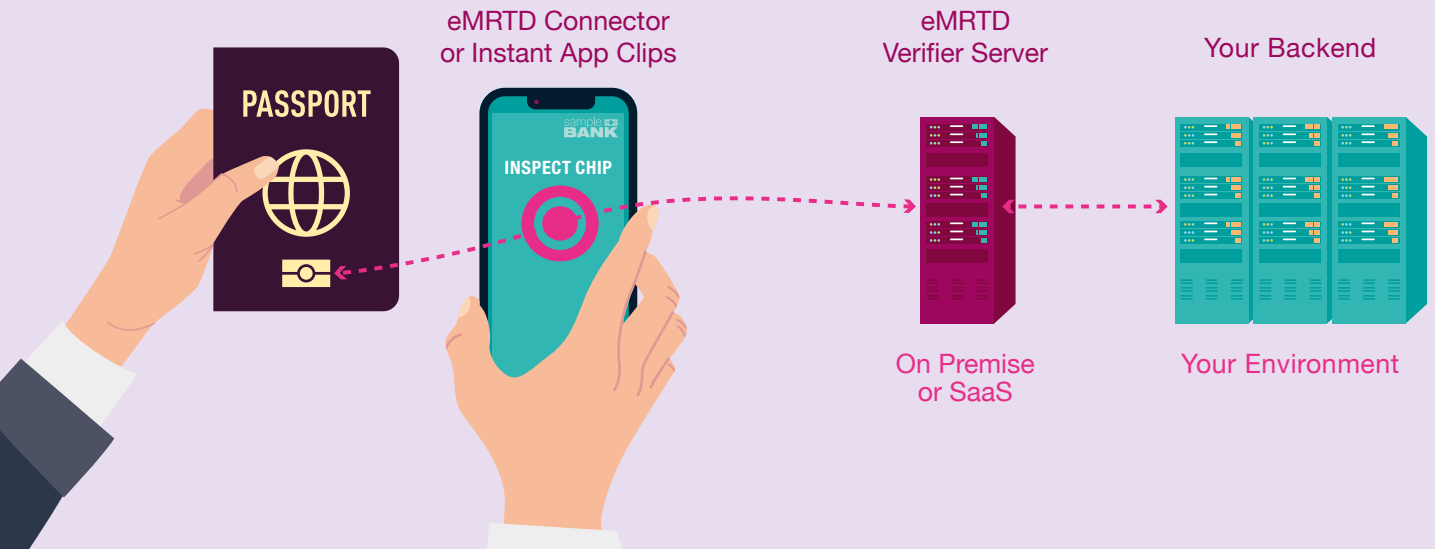 eMRTD Connector
or Instant App Clips
eMRTD
Verifier Server
Your Backend
PASSPORT
sample
BANK
INSPECT CHIP
On Premise
or SaaS
Your Environment